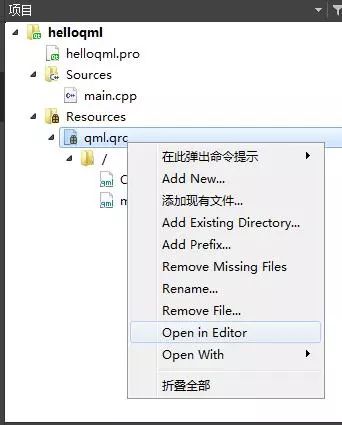 项目
helloqml
helloqml.pro
Sources
main.cpp
Resources
qml.qrc
在此弹出命令提示
/
Add New...
C
添加现有文件...
m
Add Existing Directory...
Add Prefix...
Remove Missing Files
Rename...
Remove File...
Open in Editor
Open With
折叠全部